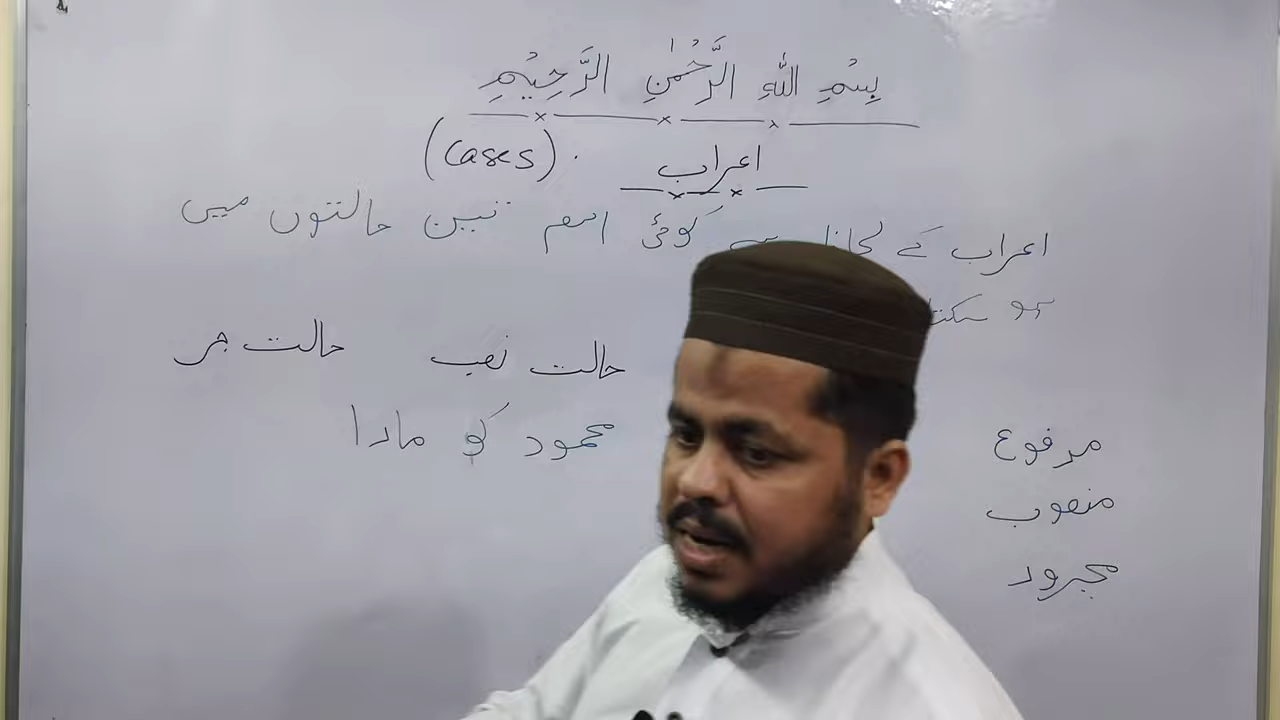 بِسْمِ اللهِ الرَّحْمٰنِ الرَّحِيْمِ
اعراب (Cases)
اعراب کے لحاظ سے کوئی اسم تین حالتوں میں
ہو سکتا
حالت نصب حالت جر
محمود کو مارا
مرفوع
منصوب
مجرور